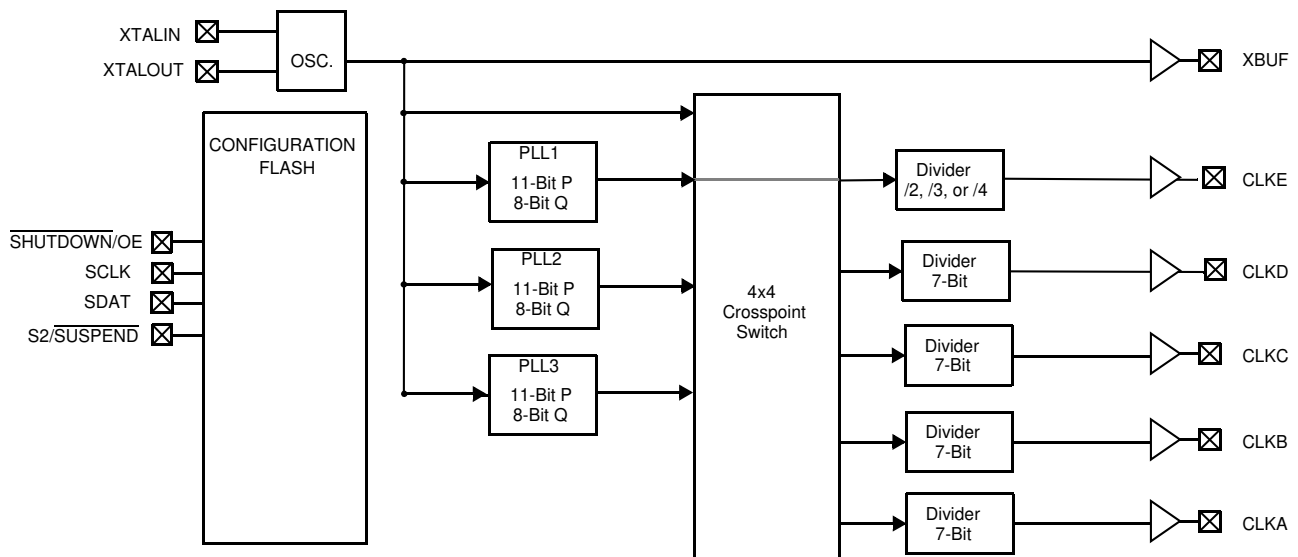 XTALIN
XTALOUT
OSC.
XBUF
CONFIGURATION
FLASH
SHUTDOWN/OE
SCLK
SDAT
S2/SUSPEND
PLL1
11-Bit P
8-Bit Q
PLL2
11-Bit P
8-Bit Q
PLL3
11-Bit P
8-Bit Q
4x4
Crosspoint
Switch
Divider
/2, /3, or /4
CLKE
Divider
7-Bit
CLKD
Divider
7-Bit
CLKC
Divider
7-Bit
CLKB
Divider
7-Bit
CLKA